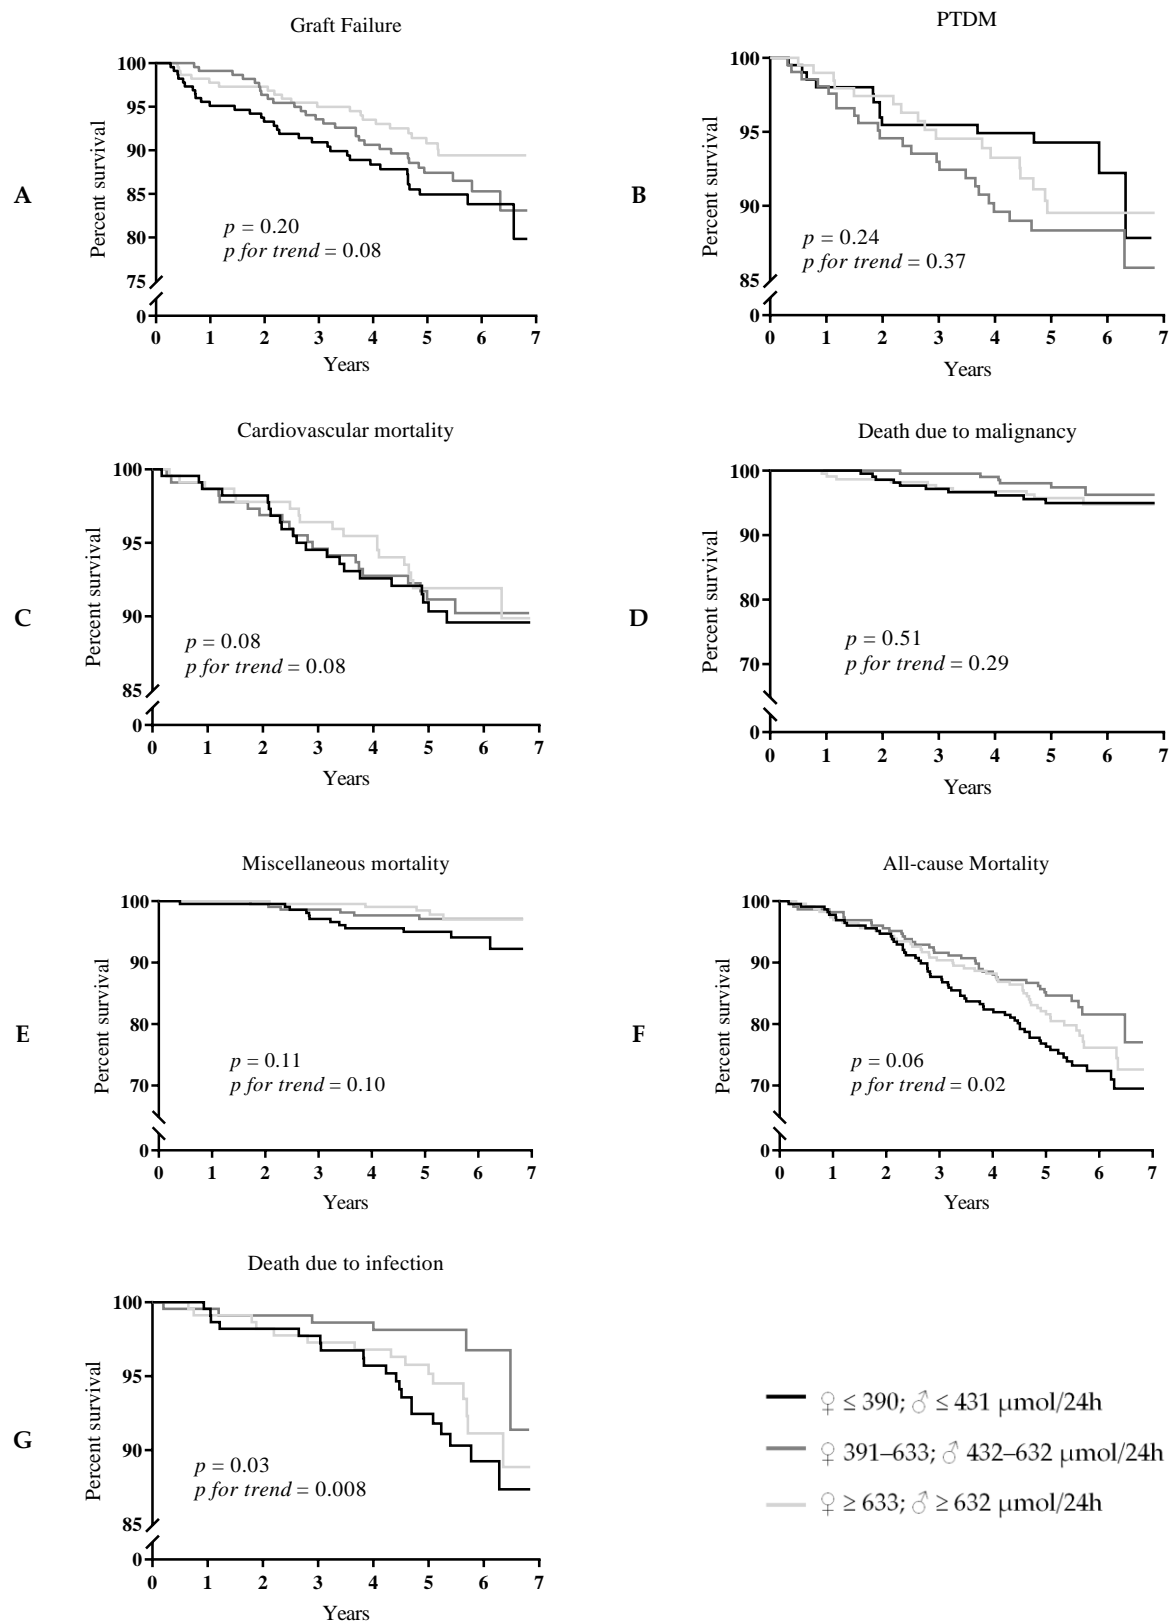 Graft Failure
A
Percent survival
100
95
90
85
80
75
0
p = 0.20
p for trend = 0.08
0 1 2 3 4 5 6 7
Years
PTDM
B
Percent survival
100
95
90
85
0
p = 0.24
p for trend = 0.37
0 1 2 3 4 5 6 7
Years
Cardiovascular mortality
C
Percent survival
100
95
90
85
0
p = 0.08
p for trend = 0.08
0 1 2 3 4 5 6 7
Years
Death due to malignancy
D
Percent survival
100
90
80
70
0
p = 0.51
p for trend = 0.29
0 1 2 3 4 5 6 7
Years
Miscellaneous mortality
E
Percent survival
100
90
80
70
0
p = 0.11
p for trend = 0.10
0 1 2 3 4 5 6 7
Years
All-cause Mortality
F
Percent survival
100
90
80
70
0
p = 0.06
p for trend = 0.02
0 1 2 3 4 5 6 7
Years
Death due to infection
G
Percent survival
100
95
90
85
0
p = 0.03
p for trend = 0.008
0 1 2 3 4 5 6 7
Years
♀ ≤ 390; ♂ ≤ 431 μmol/24h
♀ 391–633; ♂ 432–632 μmol/24h
♀ ≥ 633; ♂ ≥ 632 μmol/24h